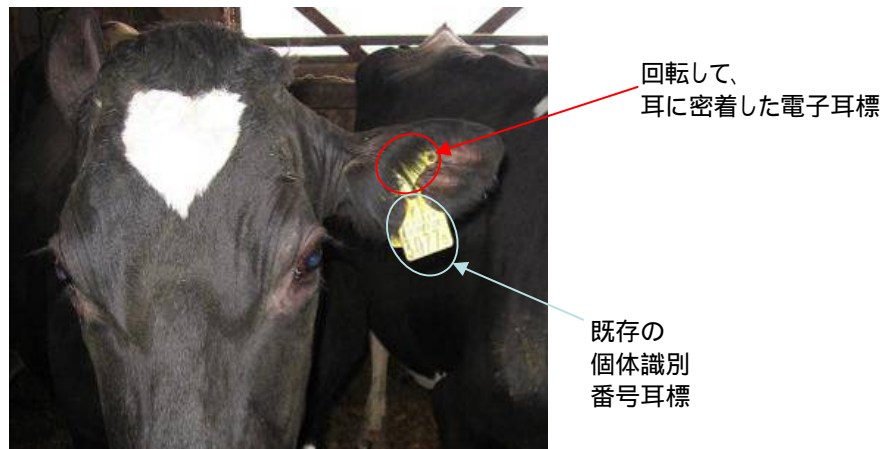 回転して、
耳に密着した電子耳標
既存の
個体識別
番号耳標